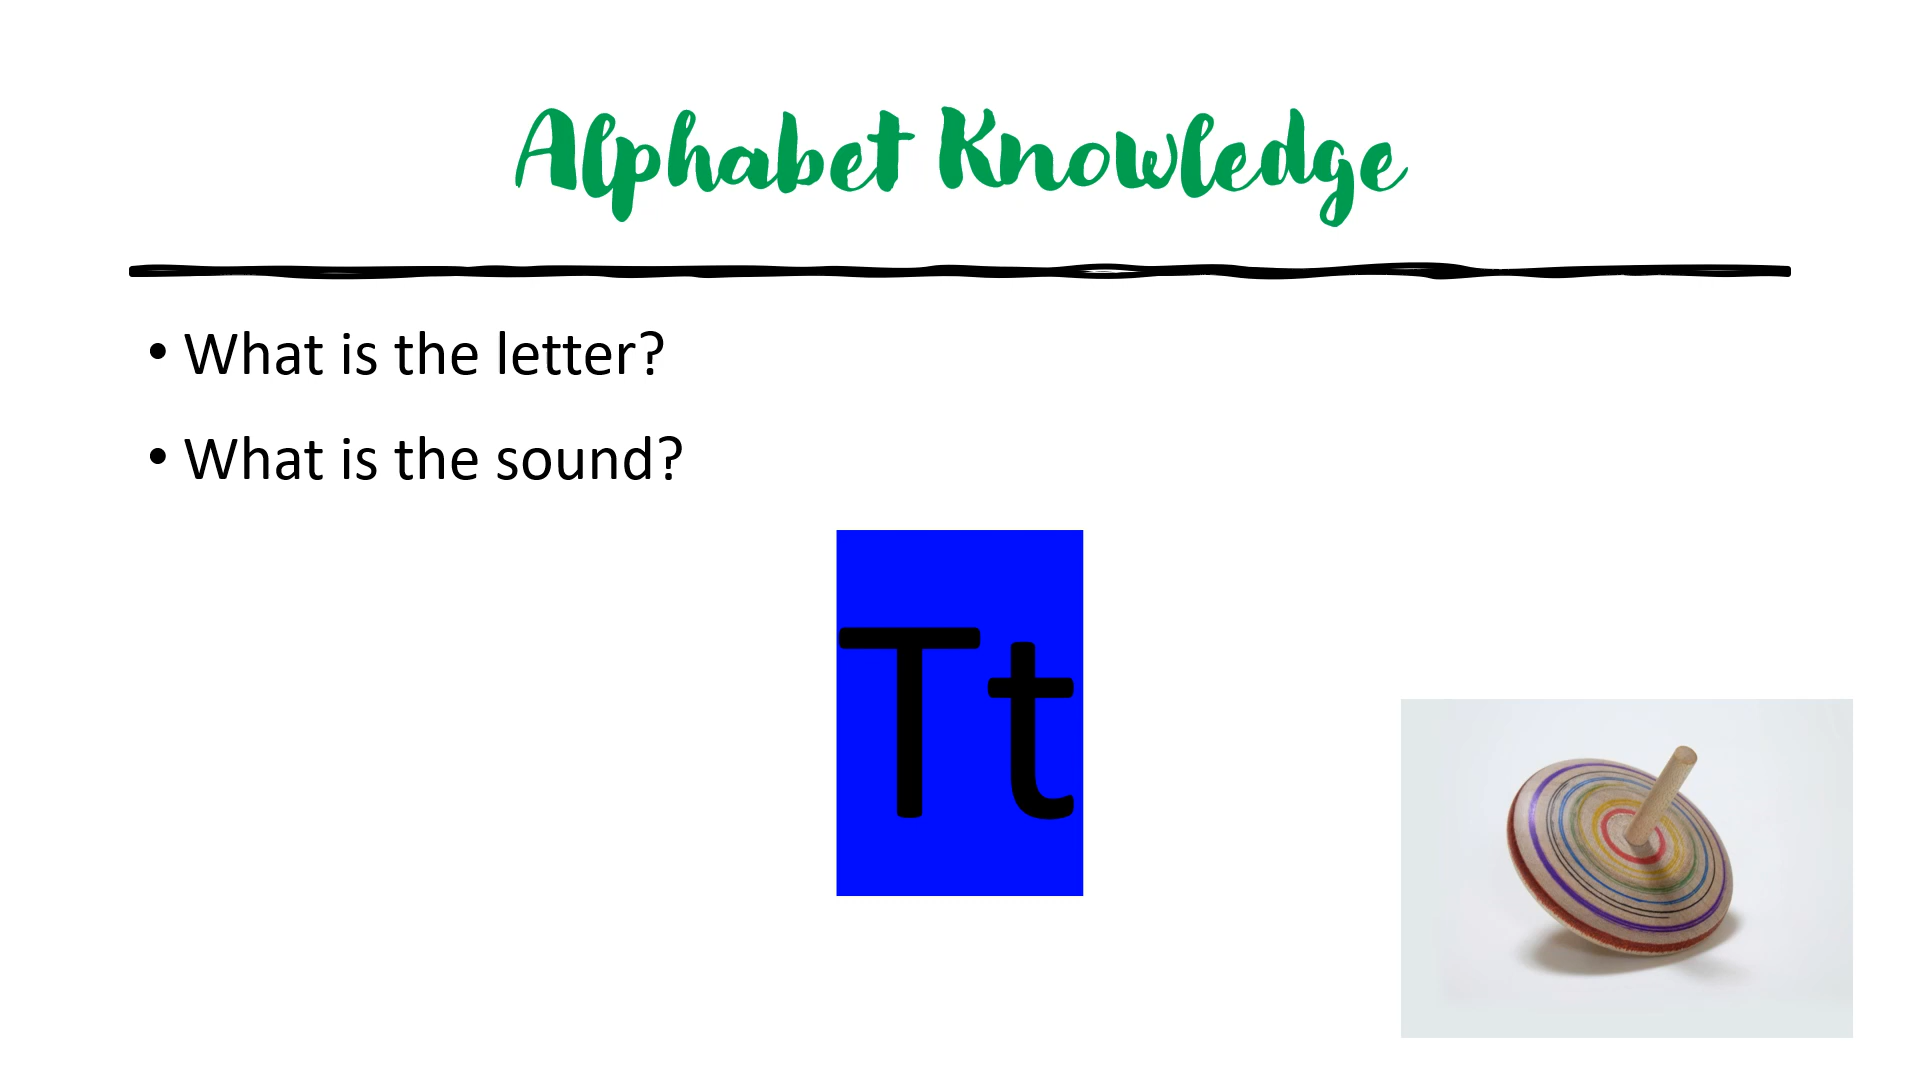 Alphabet Knowledge
• What is the letter?
• What is the sound?
Tt